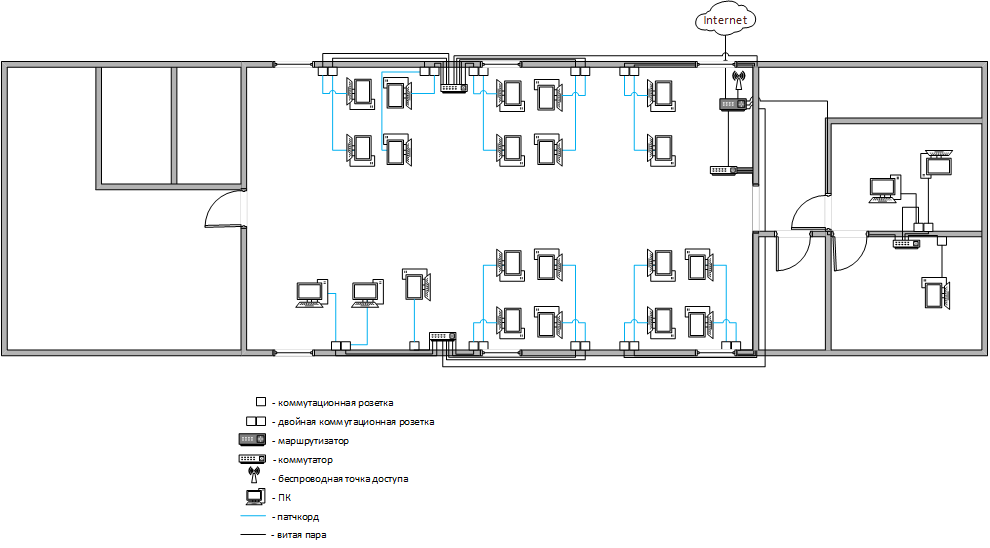 Internet
- коммутационная розетка
- двойная коммутационная розетка
- маршрутизатор
- коммутатор
- беспроводная точка доступа
- ПК
- патчкорд
- витая пара